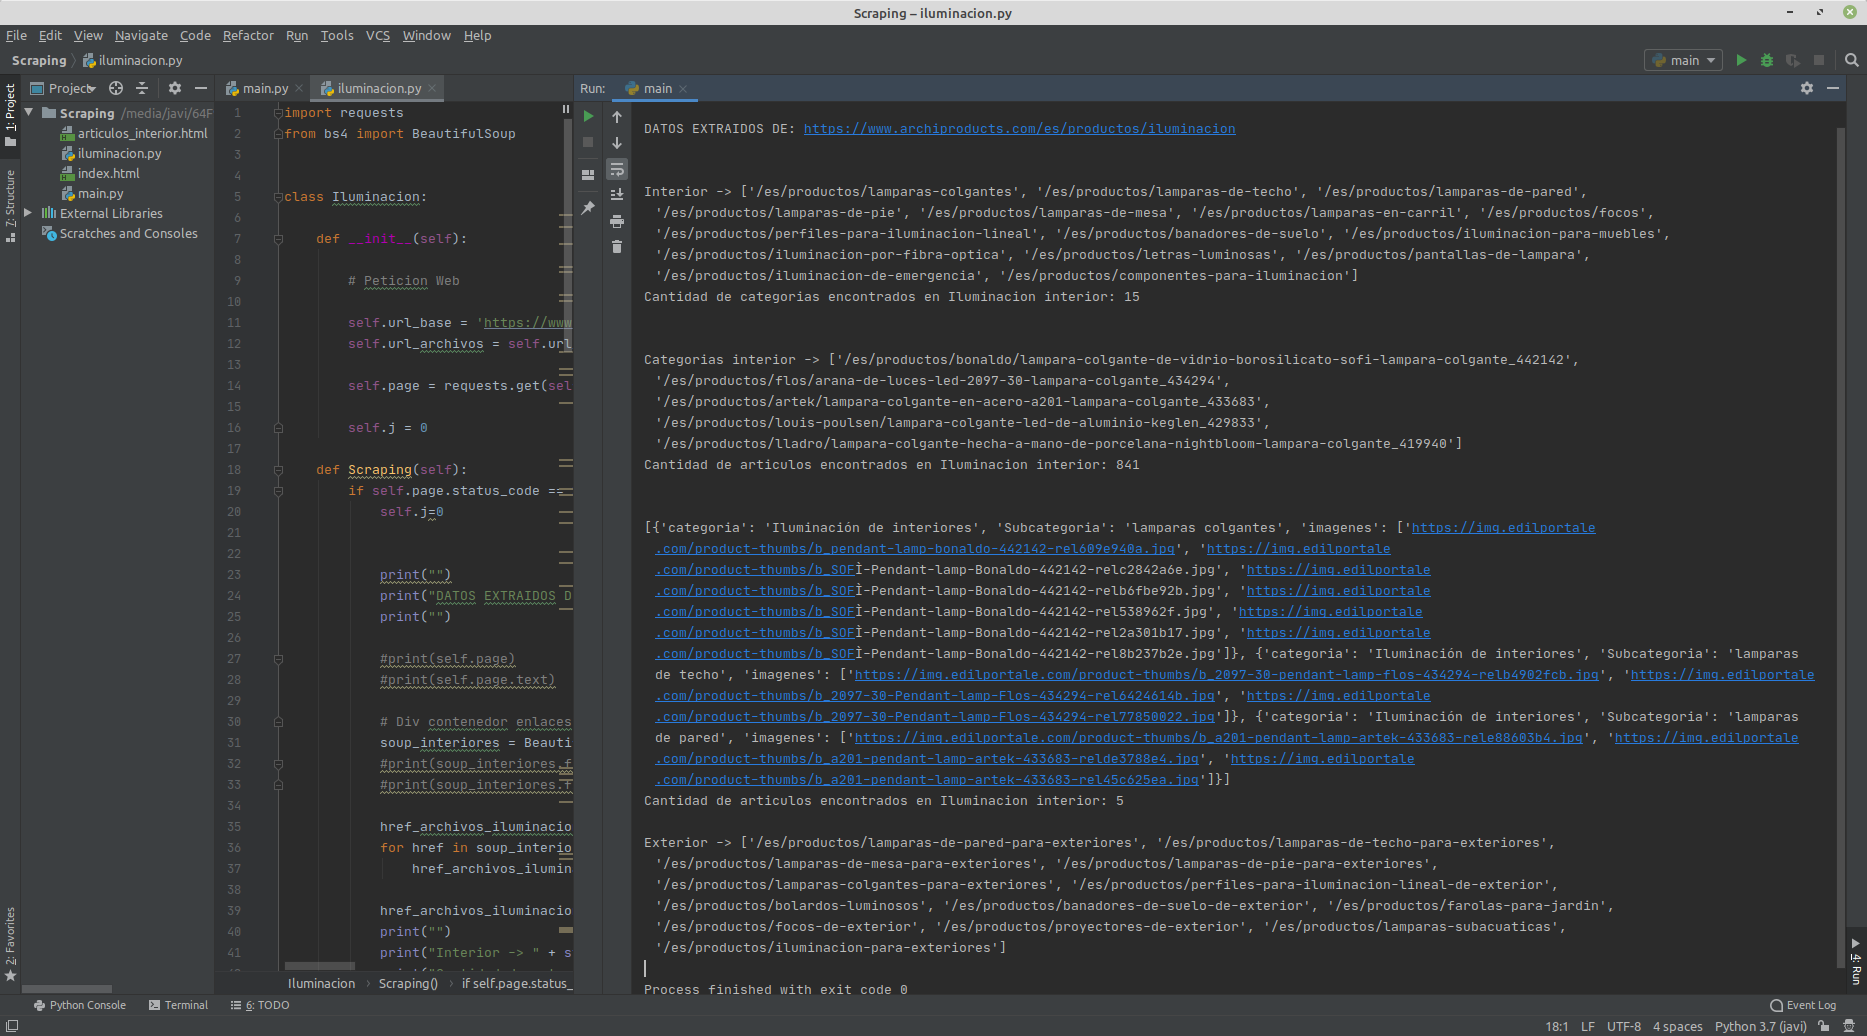 Scraping – iluminacion.py
File Edit View Navigate Code Refactor Run Tools VCS Window Help
Scraping iluminacion.py
main
Project
main.py
iluminacion.py
Run: main
1: Project
7: Structure
2: Favorites
4: Run
Scraping /media/javi/64F
articulos_interior.html
iluminacion.py
index.html
main.py
External Libraries
Scratches and Consoles
1 import requests
2 from bs4 import BeautifulSoup
3
4
5 class Iluminacion:
6
7 def __init__(self):
8
9 # Peticion Web
10
11 self.url_base = 'https://www
12 self.url_archivos = self.url
13
14 self.page = requests.get(sel
15
16 self.j = 0
17
18 def Scraping(self):
19 if self.page.status_code ==
20 self.j=0
21
22
23 print("")
24 print("DATOS EXTRAIDOS D
25 print("")
26
27 #print(self.page)
28 #print(self.page.text)
29
30 # Div contenedor enlaces
31 soup_interiores = Beauti
32 #print(soup_interiores.f
33 #print(soup_interiores.f
34
35 href_archivos_iluminacio
36 for href in soup_interio
37 href_archivos_ilumin
38
39 href_archivos_iluminacio
40 print("")
41 print("Interior -> " + s
Iluminacion › Scraping() › if self.page.status_
DATOS EXTRAIDOS DE: https://www.archiproducts.com/es/productos/iluminacion
Interior -> ['/es/productos/lamparas-colgantes', '/es/productos/lamparas-de-techo', '/es/productos/lamparas-de-pared',
'/es/productos/lamparas-de-pie', '/es/productos/lamparas-de-mesa', '/es/productos/lamparas-en-carril', '/es/productos/focos',
'/es/productos/perfiles-para-iluminacion-lineal', '/es/productos/banadores-de-suelo', '/es/productos/iluminacion-para-muebles',
'/es/productos/iluminacion-por-fibra-optica', '/es/productos/letras-luminosas', '/es/productos/pantallas-de-lampara',
'/es/productos/iluminacion-de-emergencia', '/es/productos/componentes-para-iluminacion']
Cantidad de categorias encontrados en Iluminacion interior: 15
Categorias interior -> ['/es/productos/bonaldo/lampara-colgante-de-vidrio-borosilicato-sofi-lampara-colgante_442142',
'/es/productos/flos/arana-de-luces-led-2097-30-lampara-colgante_434294',
'/es/productos/artek/lampara-colgante-en-acero-a201-lampara-colgante_433683',
'/es/productos/louis-poulsen/lampara-colgante-led-de-aluminio-keglen_429833',
'/es/productos/lladro/lampara-colgante-hecha-a-mano-de-porcelana-nightbloom-lampara-colgante_419940']
Cantidad de articulos encontrados en Iluminacion interior: 841
[{'categoria': 'Iluminación de interiores', 'Subcategoria': 'lamparas colgantes', 'imagenes': ['https://img.edilportale
.com/product-thumbs/b_pendant-lamp-bonaldo-442142-rel609e940a.jpg', 'https://img.edilportale
.com/product-thumbs/b_SOFÌ-Pendant-lamp-Bonaldo-442142-relc2842a6e.jpg', 'https://img.edilportale
.com/product-thumbs/b_SOFÌ-Pendant-lamp-Bonaldo-442142-relb6fbe92b.jpg', 'https://img.edilportale
.com/product-thumbs/b_SOFÌ-Pendant-lamp-Bonaldo-442142-rel538962f.jpg', 'https://img.edilportale
.com/product-thumbs/b_SOFÌ-Pendant-lamp-Bonaldo-442142-rel2a301b17.jpg', 'https://img.edilportale
.com/product-thumbs/b_SOFÌ-Pendant-lamp-Bonaldo-442142-rel8b237b2e.jpg']}, {'categoria': 'Iluminación de interiores', 'Subcategoria': 'lamparas
de techo', 'imagenes': ['https://img.edilportale.com/product-thumbs/b_2097-30-pendant-lamp-flos-434294-relb4902fcb.jpg', 'https://img.edilportale
.com/product-thumbs/b_2097-30-Pendant-lamp-Flos-434294-rel6424614b.jpg', 'https://img.edilportale
.com/product-thumbs/b_2097-30-Pendant-lamp-Flos-434294-rel77850022.jpg']}, {'categoria': 'Iluminación de interiores', 'Subcategoria': 'lamparas
de pared', 'imagenes': ['https://img.edilportale.com/product-thumbs/b_a201-pendant-lamp-artek-433683-rele88603b4.jpg', 'https://img.edilportale
.com/product-thumbs/b_a201-pendant-lamp-artek-433683-relde3788e4.jpg', 'https://img.edilportale
.com/product-thumbs/b_a201-pendant-lamp-artek-433683-rel45c625ea.jpg']}]
Cantidad de articulos encontrados en Iluminacion interior: 5
Exterior -> ['/es/productos/lamparas-de-pared-para-exteriores', '/es/productos/lamparas-de-techo-para-exteriores',
'/es/productos/lamparas-de-mesa-para-exteriores', '/es/productos/lamparas-de-pie-para-exteriores',
'/es/productos/lamparas-colgantes-para-exteriores', '/es/productos/perfiles-para-iluminacion-lineal-de-exterior',
'/es/productos/bolardos-luminosos', '/es/productos/banadores-de-suelo-de-exterior', '/es/productos/farolas-para-jardin',
'/es/productos/focos-de-exterior', '/es/productos/proyectores-de-exterior', '/es/productos/lamparas-subacuaticas',
'/es/productos/iluminacion-para-exteriores']
Process finished with exit code 0
Python Console Terminal 6: TODO Event Log
18:1 LF UTF-8 4 spaces Python 3.7 (javi)